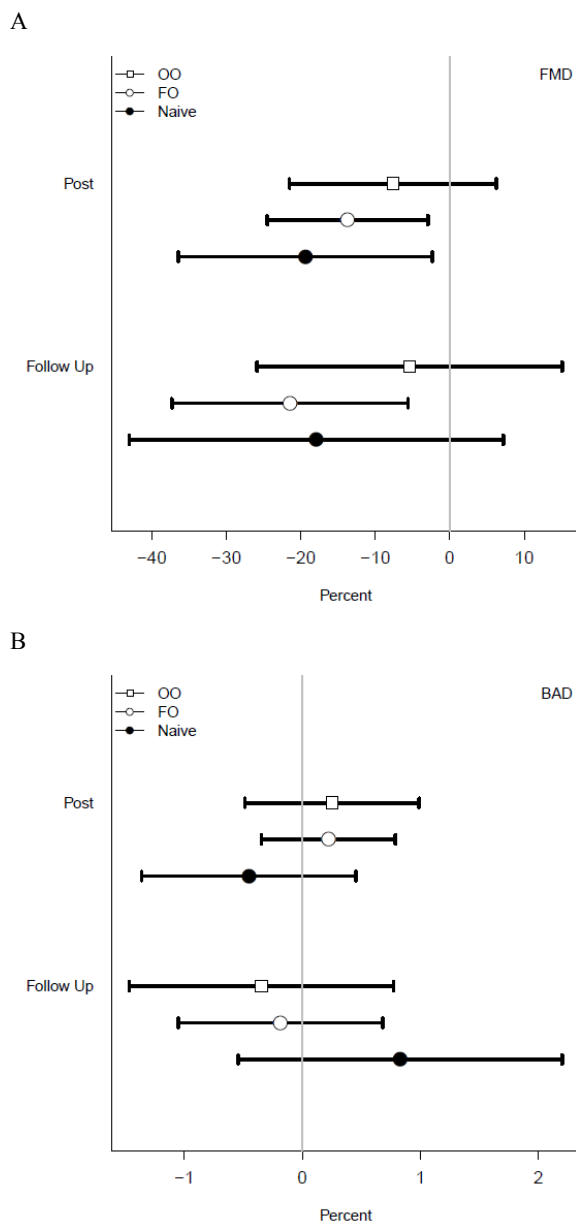 A
OO
FMD
FO
Naive
Post
Follow Up
−40 −30 −20 −10 0 10
Percent
B
OO
BAD
FO
Naive
Post
Follow Up
−1 0 1 2
Percent